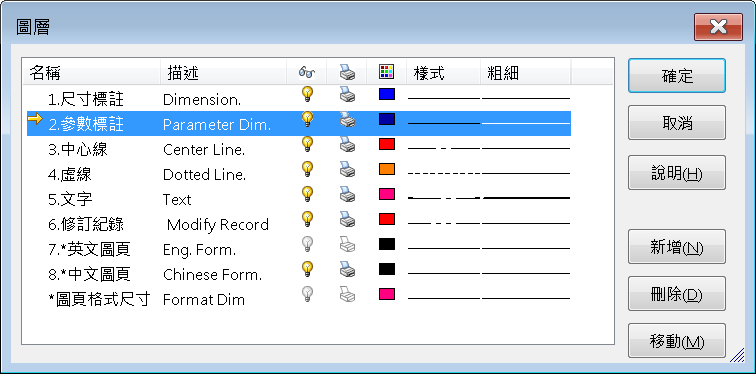 圖層
名稱 描述 樣式 粗細
1.尺寸標註 Dimension.
2.參數標註 Parameter Dim.
3.中心線 Center Line.
4.虛線 Dotted Line.
5.文字 Text
6.修訂紀錄 Modify Record
7.*英文圖頁 Eng. Form.
8.*中文圖頁 Chinese Form.
*圖頁格式尺寸 Format Dim
確定
取消
說明(H)
新增(N)
刪除(D)
移動(M)